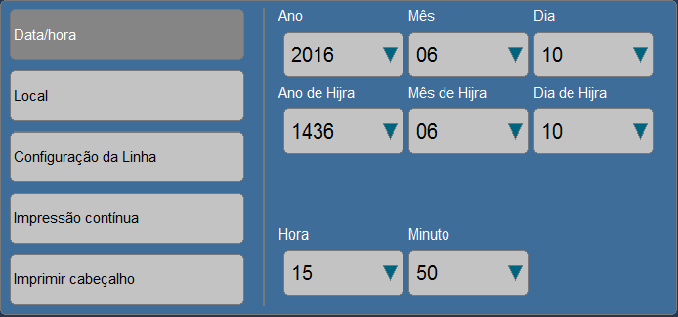 Data/hora
Local
Configuração da Linha
Impressão contínua
Imprimir cabeçalho
Ano Mês Dia
2016 06 10
Ano de Hijra Mês de Hijra Dia de Hijra
1436 06 10
Hora Minuto
15 50